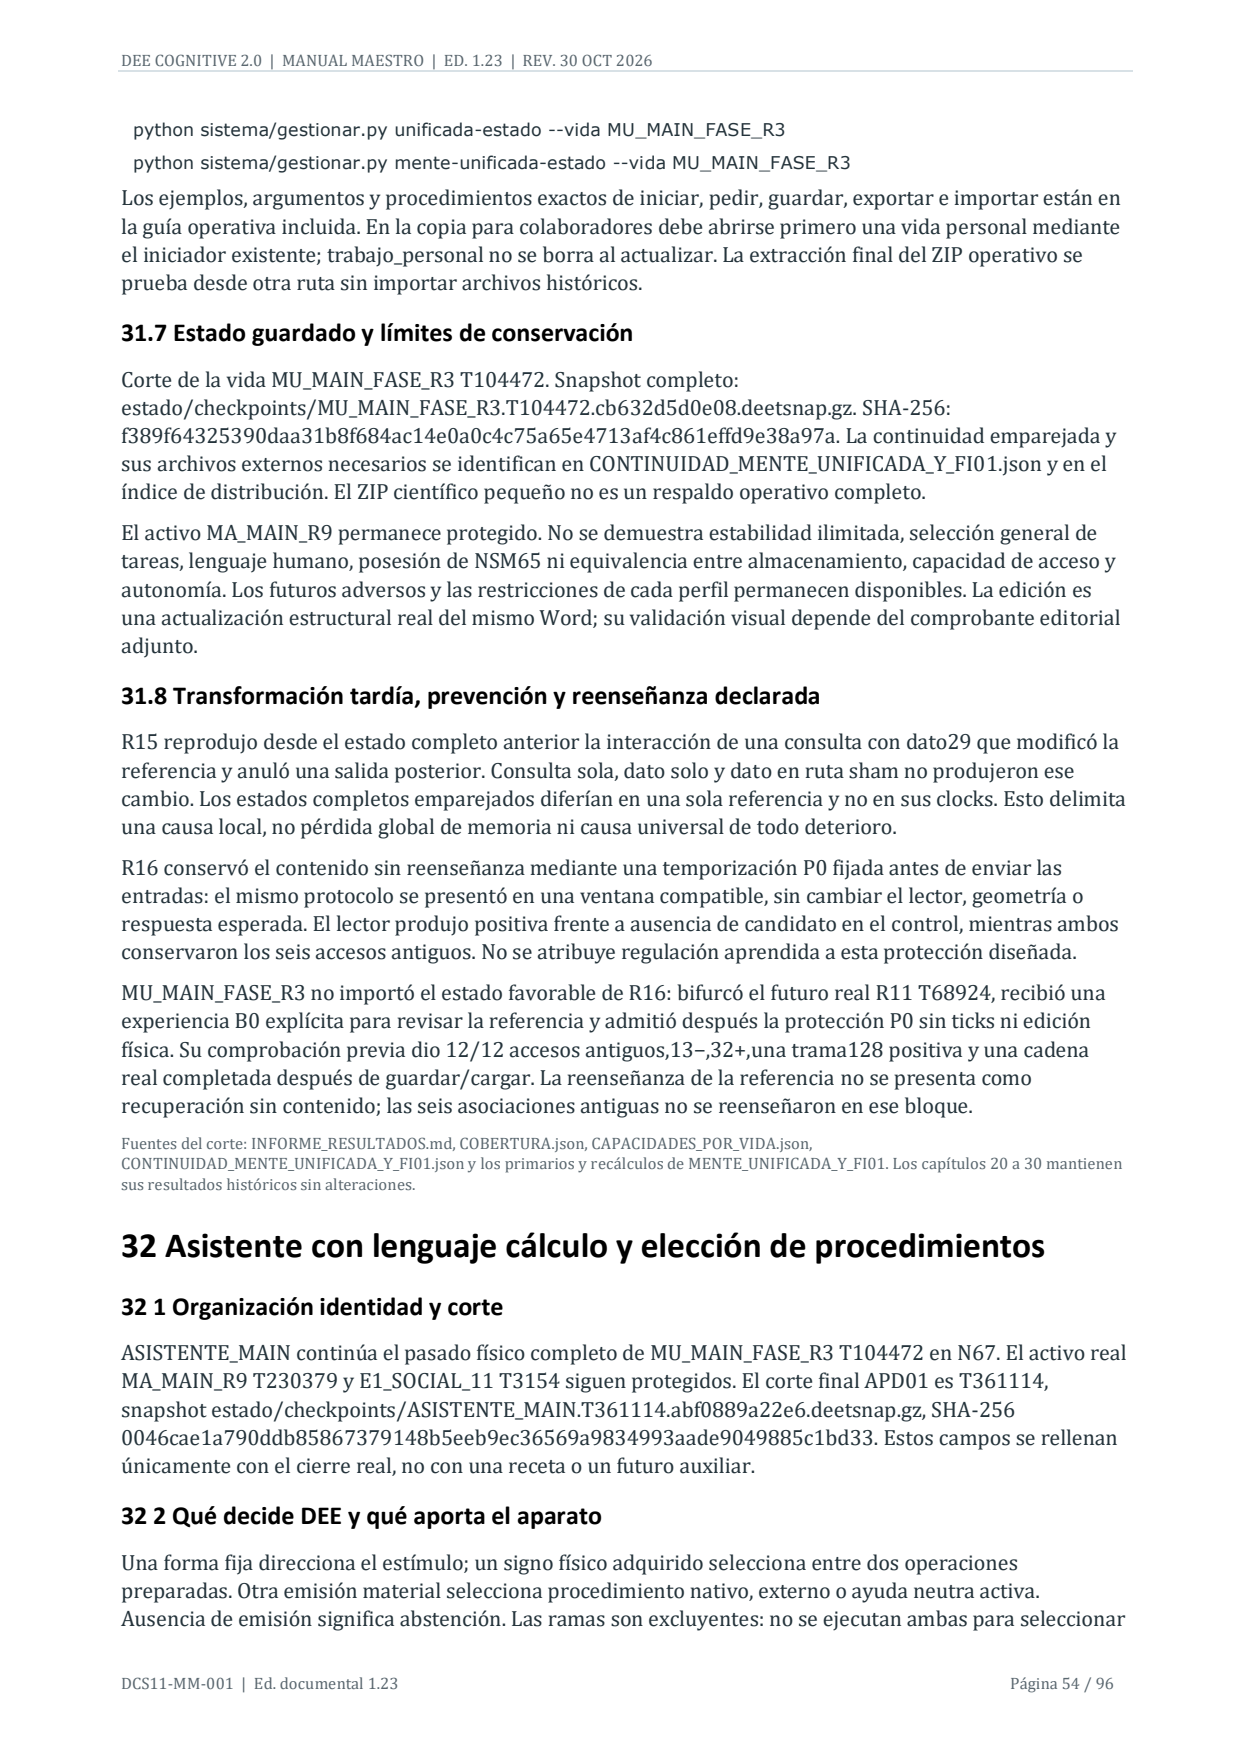 DEE COGNITIVE 2.0 | MANUAL MAESTRO | ED. 1.23 | REV. 30 OCT 2026
python sistema/gestionar.py unificada-estado --vida MU_MAIN_FASE_R3
python sistema/gestionar.py mente-unificada-estado --vida MU_MAIN_FASE_R3
Los ejemplos, argumentos y procedimientos exactos de iniciar, pedir, guardar, exportar e importar están en
la guía operativa incluida. En la copia para colaboradores debe abrirse primero una vida personal mediante
el iniciador existente; trabajo_personal no se borra al actualizar. La extracción final del ZIP operativo se
prueba desde otra ruta sin importar archivos históricos.
31.7 Estado guardado y límites de conservación
Corte de la vida MU_MAIN_FASE_R3 T104472. Snapshot completo:
estado/checkpoints/MU_MAIN_FASE_R3.T104472.cb632d5d0e08.deetsnap.gz. SHA-256:
f389f64325390daa31b8f684ac14e0a0c4c75a65e4713af4c861effd9e38a97a. La continuidad emparejada y
sus archivos externos necesarios se identifican en CONTINUIDAD_MENTE_UNIFICADA_Y_FI01.json y en el
índice de distribución. El ZIP científico pequeño no es un respaldo operativo completo.
El activo MA_MAIN_R9 permanece protegido. No se demuestra estabilidad ilimitada, selección general de
tareas, lenguaje humano, posesión de NSM65 ni equivalencia entre almacenamiento, capacidad de acceso y
autonomía. Los futuros adversos y las restricciones de cada perfil permanecen disponibles. La edición es
una actualización estructural real del mismo Word; su validación visual depende del comprobante editorial
adjunto.
31.8 Transformación tardía, prevención y reenseñanza declarada
R15 reprodujo desde el estado completo anterior la interacción de una consulta con dato29 que modificó la
referencia y anuló una salida posterior. Consulta sola, dato solo y dato en ruta sham no produjeron ese
cambio. Los estados completos emparejados diferían en una sola referencia y no en sus clocks. Esto delimita
una causa local, no pérdida global de memoria ni causa universal de todo deterioro.
R16 conservó el contenido sin reenseñanza mediante una temporización P0 fijada antes de enviar las
entradas: el mismo protocolo se presentó en una ventana compatible, sin cambiar el lector, geometría o
respuesta esperada. El lector produjo positiva frente a ausencia de candidato en el control, mientras ambos
conservaron los seis accesos antiguos. No se atribuye regulación aprendida a esta protección diseñada.
MU_MAIN_FASE_R3 no importó el estado favorable de R16: bifurcó el futuro real R11 T68924, recibió una
experiencia B0 explícita para revisar la referencia y admitió después la protección P0 sin ticks ni edición
física. Su comprobación previa dio 12/12 accesos antiguos,13−,32+,una trama128 positiva y una cadena
real completada después de guardar/cargar. La reenseñanza de la referencia no se presenta como
recuperación sin contenido; las seis asociaciones antiguas no se reenseñaron en ese bloque.
Fuentes del corte: INFORME_RESULTADOS.md, COBERTURA.json, CAPACIDADES_POR_VIDA.json,
CONTINUIDAD_MENTE_UNIFICADA_Y_FI01.json y los primarios y recálculos de MENTE_UNIFICADA_Y_FI01. Los capítulos 20 a 30 mantienen
sus resultados históricos sin alteraciones.
32 Asistente con lenguaje cálculo y elección de procedimientos
32 1 Organización identidad y corte
ASISTENTE_MAIN continúa el pasado físico completo de MU_MAIN_FASE_R3 T104472 en N67. El activo real
MA_MAIN_R9 T230379 y E1_SOCIAL_11 T3154 siguen protegidos. El corte final APD01 es T361114,
snapshot estado/checkpoints/ASISTENTE_MAIN.T361114.abf0889a22e6.deetsnap.gz, SHA-256
0046cae1a790ddb85867379148b5eeb9ec36569a9834993aade9049885c1bd33. Estos campos se rellenan
únicamente con el cierre real, no con una receta o un futuro auxiliar.
32 2 Qué decide DEE y qué aporta el aparato
Una forma fija direcciona el estímulo; un signo físico adquirido selecciona entre dos operaciones
preparadas. Otra emisión material selecciona procedimiento nativo, externo o ayuda neutra activa.
Ausencia de emisión significa abstención. Las ramas son excluyentes: no se ejecutan ambas para seleccionar
DCS11-MM-001 | Ed. documental 1.23
Página 54 / 96